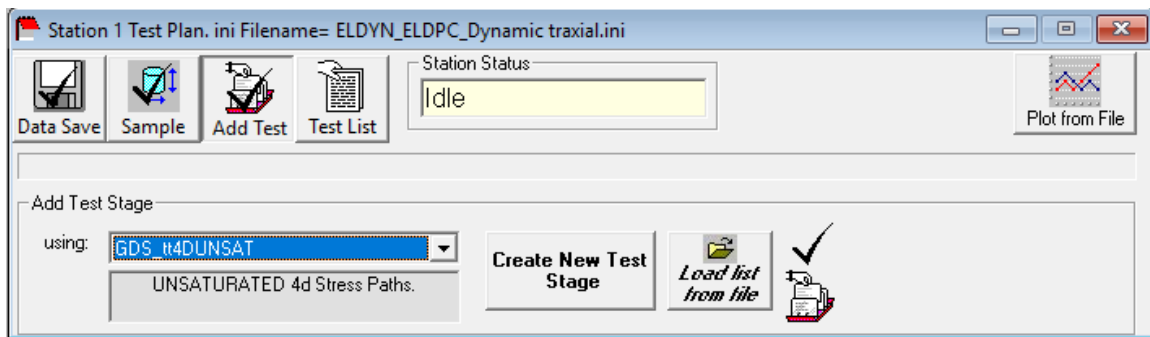 Station 1 Test Plan. ini Filename= ELDYN_ELDPC_Dynamic traxial.ini
Data Save
Sample
Add Test
Test List
Station Status
Idle
Plot from File
Add Test Stage
using:
GDS_tt4DUNSAT
UNSATURATED 4d Stress Paths.
Create New Test
Stage
Load list
from file